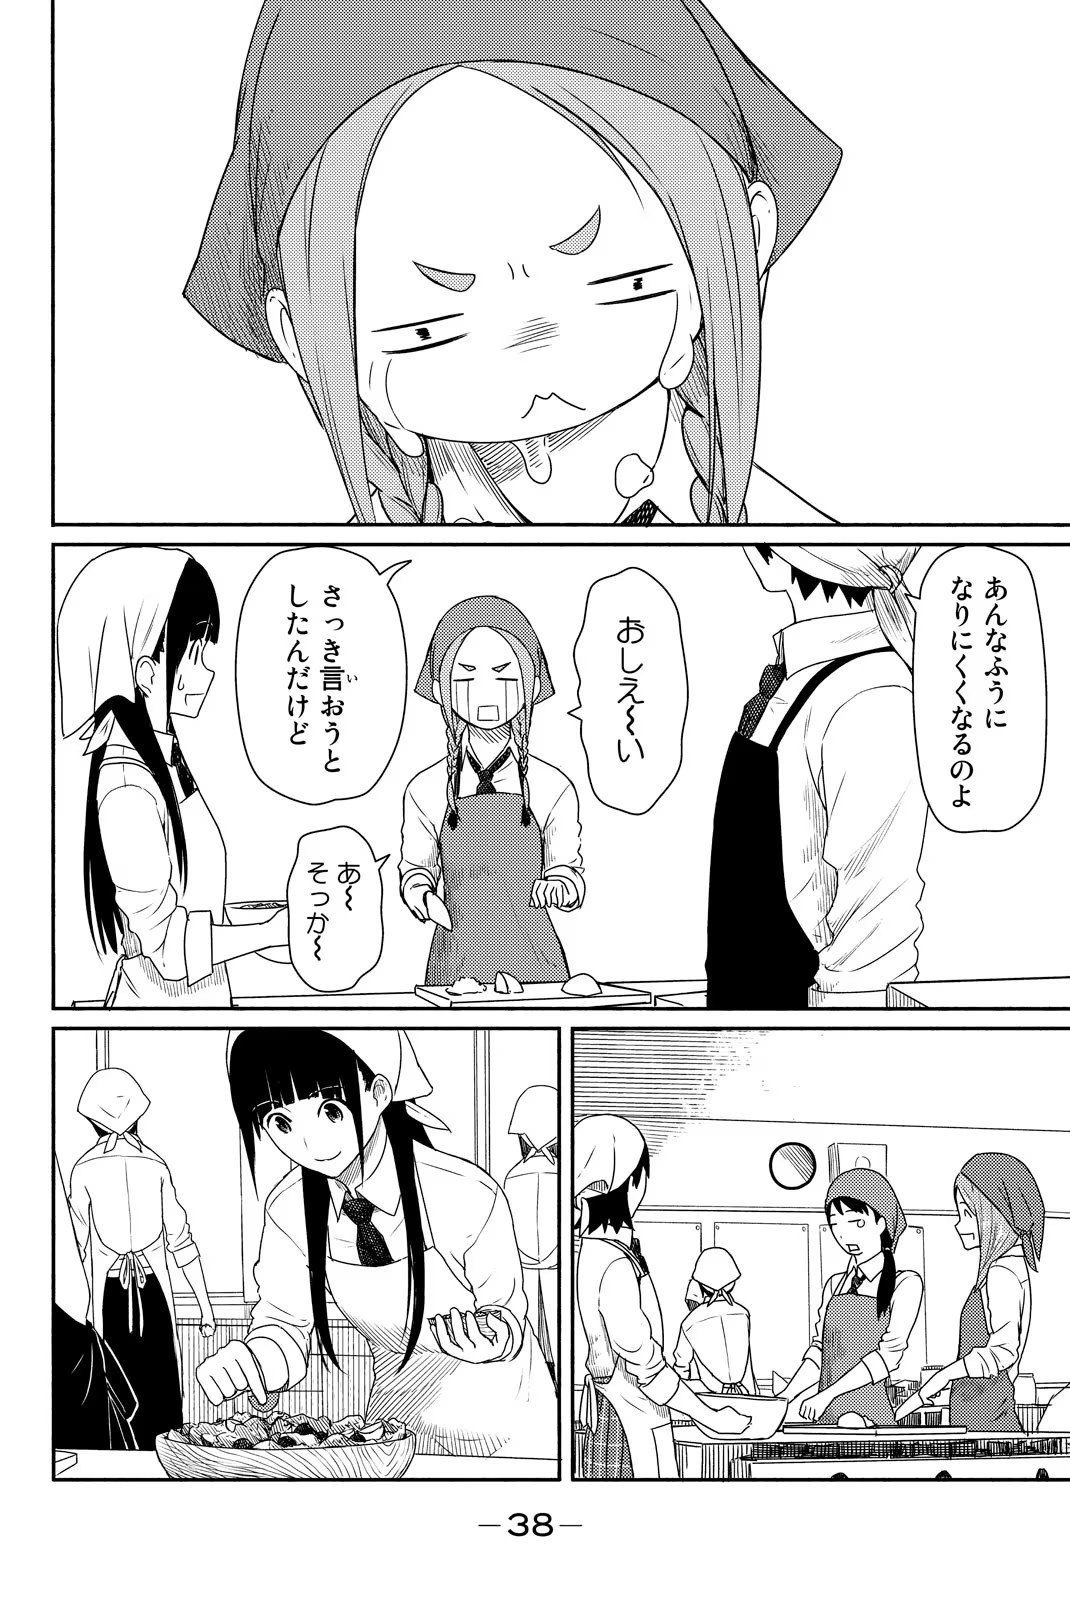 あんなふうに
なりにくくなるのよ
おしえ〜い
さっき言おうと
い
したんだけど
あ〜
そっか〜
—38—